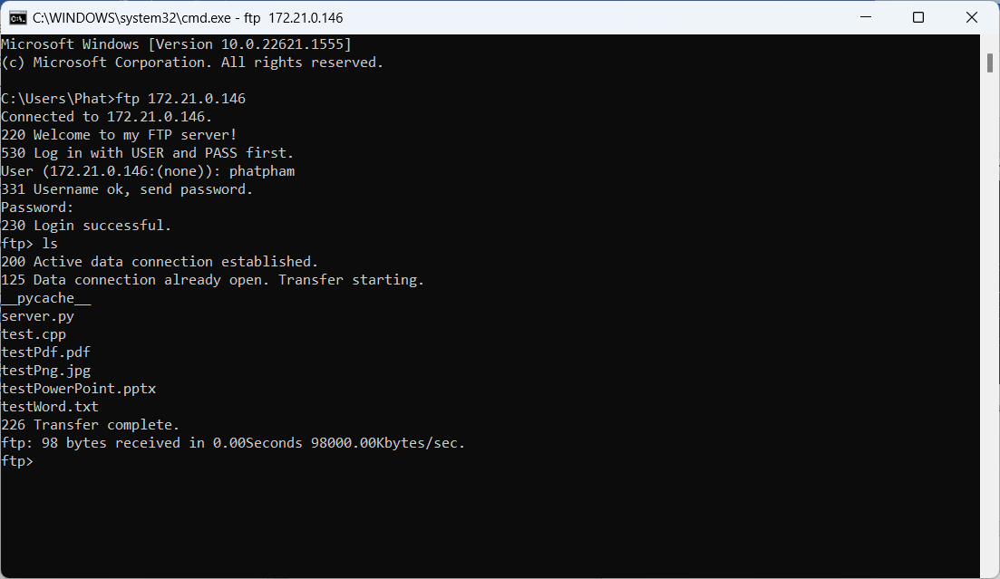 C:\WINDOWS\system32\cmd.exe - ftp  172.21.0.146
Microsoft Windows [Version 10.0.22621.1555]
(c) Microsoft Corporation. All rights reserved.
C:\Users\Phat>ftp 172.21.0.146
Connected to 172.21.0.146.
220 Welcome to my FTP server!
530 Log in with USER and PASS first.
User (172.21.0.146:(none)): phatpham
331 Username ok, send password.
Password:
230 Login successful.
ftp> ls
200 Active data connection established.
125 Data connection already open. Transfer starting.
__pycache__
server.py
test.cpp
testPdf.pdf
testPng.jpg
testPowerPoint.pptx
testWord.txt
226 Transfer complete.
ftp: 98 bytes received in 0.00Seconds 98000.00Kbytes/sec.
ftp>